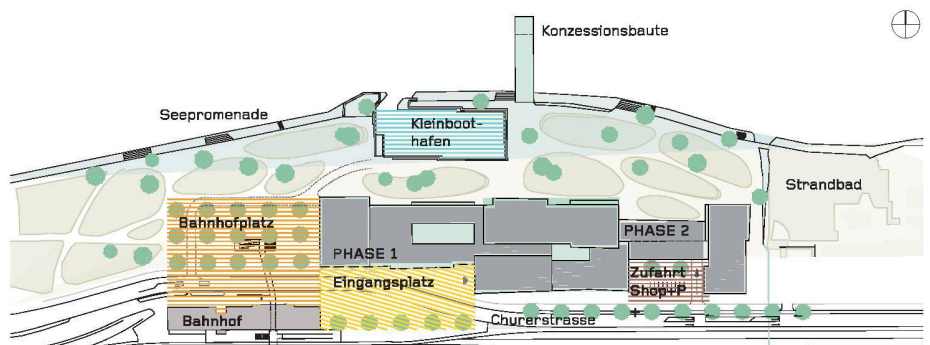 Konzessionsbaute
Seepromenade
Kleinboot-
hafen
Strandbad
Bahnhofplatz
PHASE 1
PHASE 2
Eingangsplatz
Zufahrt
Shop+P
Bahnhof
Churerstrasse